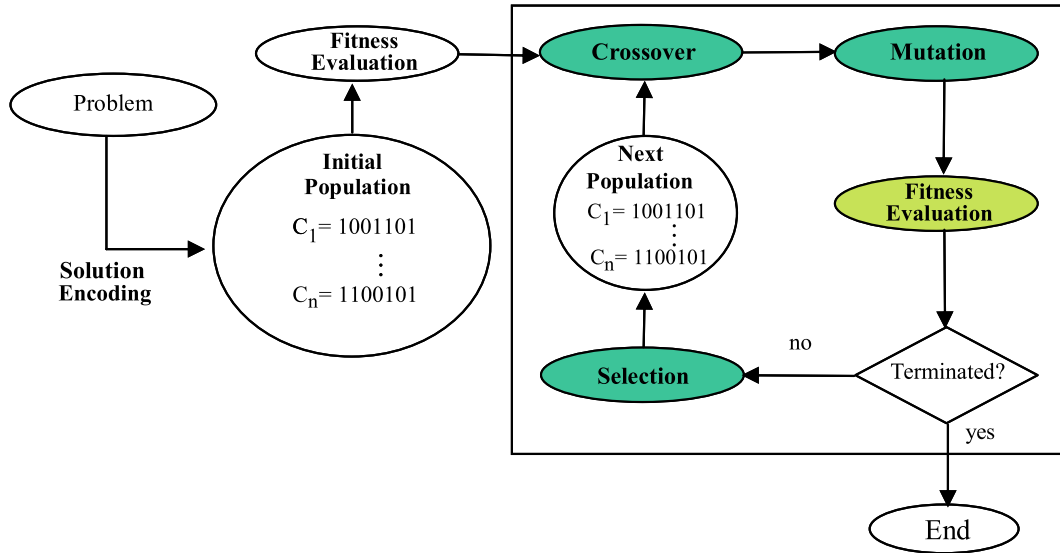 Problem
Solution
Encoding
Initial
Population
C1= 1001101
⋮
Cn= 1100101
Fitness
Evaluation
Crossover
Mutation
Fitness
Evaluation
Terminated?
no
Selection
Next
Population
C1= 1001101
⋮
Cn= 1100101
yes
End